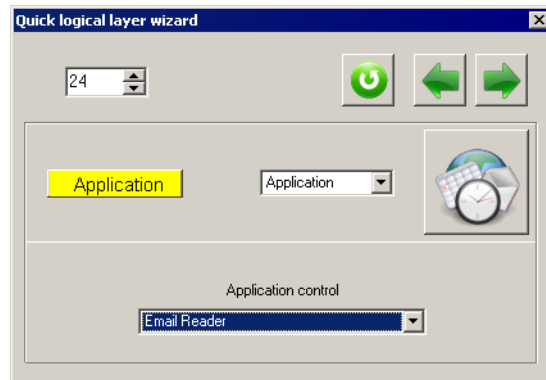 Quick logical layer wizard
24
Application Application
Application control
Email Reader